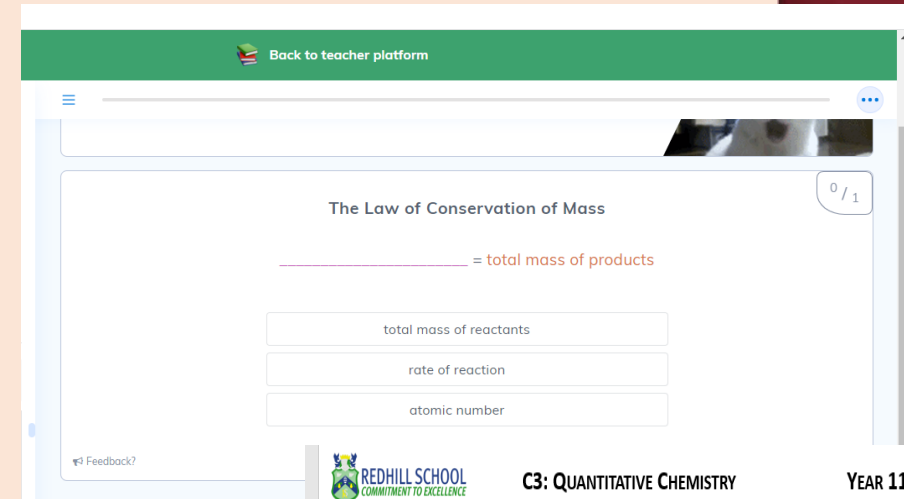 Back to teacher platform
The Law of Conservation of Mass
0 / 1
______________________ = total mass of products
total mass of reactants
rate of reaction
atomic number
Feedback?
REDHILL SCHOOL
COMMITMENT TO EXCELLENCE
C3: QUANTITATIVE CHEMISTRY
YEAR 11